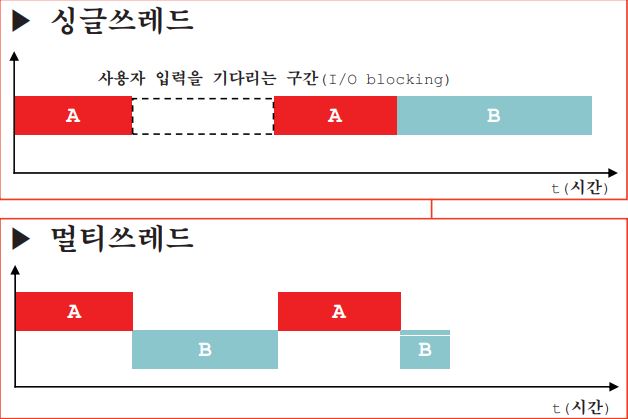 ▶ 싱글쓰레드
사용자 입력을 기다리는 구간(I/O blocking)
A A B
t(시간)
▶ 멀티쓰레드
A A
B B
t(시간)